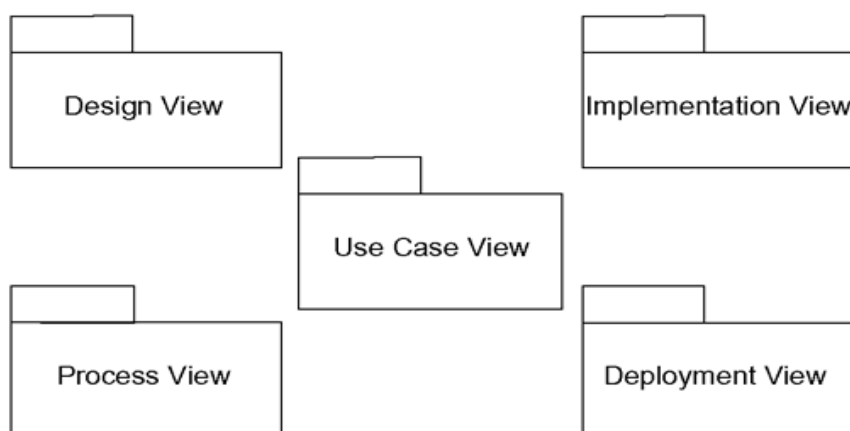 Design View
Implementation View
Use Case View
Process View
Deployment View